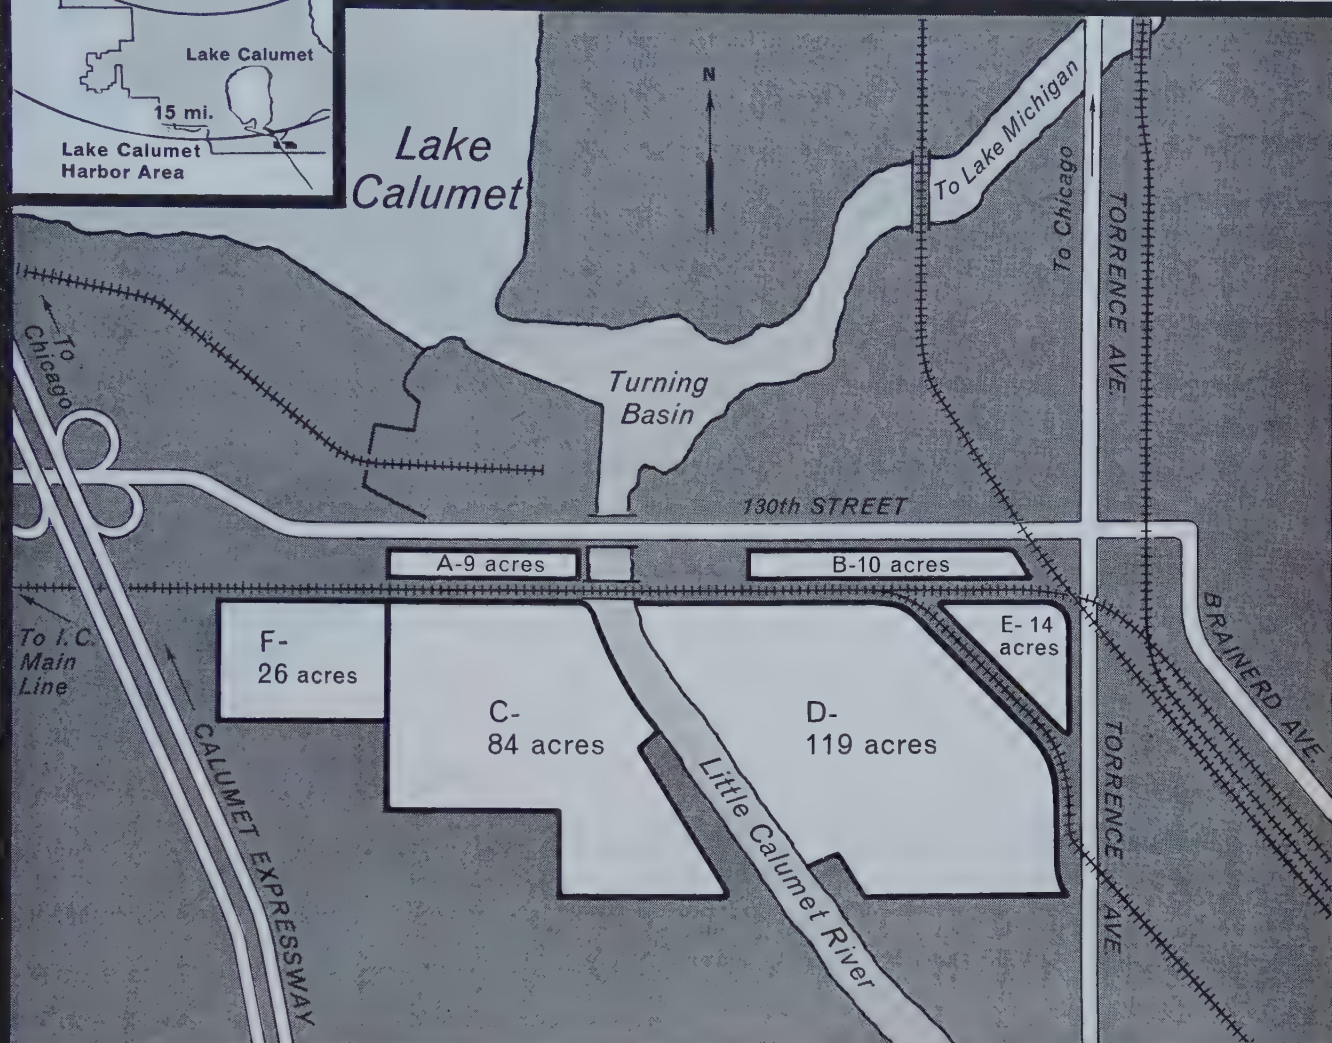 Lake Calumet
15 mi.
Lake Calumet
Harbor Area
Lake
Calumet
N
To Lake Michigan
To Chicago
TORRENCE AVE.
To
Chicago
Turning
Basin
130th STREET
A-9 acres
B-10 acres
To I.C.
Main
Line
F-
26 acres
C-
84 acres
D-
119 acres
E- 14
acres
BRAINERD AVE.
CALUMET EXPRESSWAY
Little Calumet River
TORRENCE AVE.